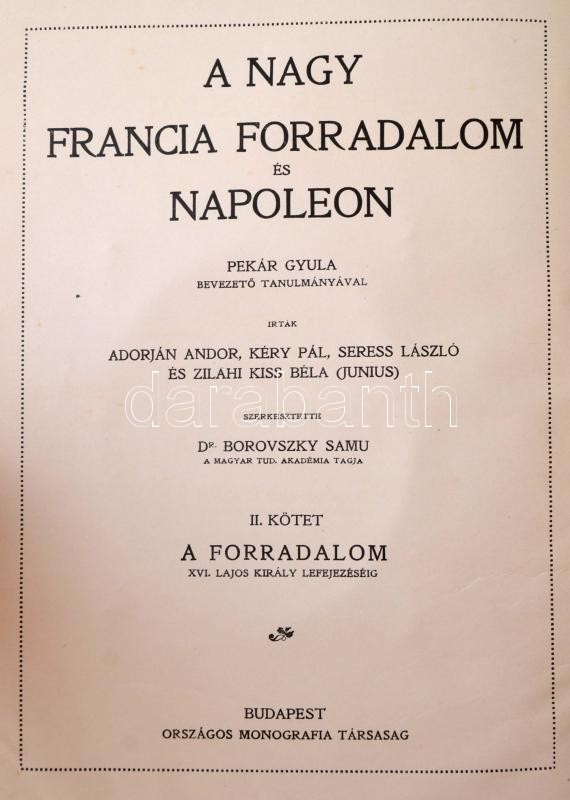 A NAGY
FRANCIA FORRADALOM
ÉS
NAPOLEON
PEKÁR GYULA
BEVEZETŐ TANULMÁNYÁVAL
IRTÁK
ADORJÁN ANDOR, KÉRY PÁL, SERESS LÁSZLÓ
ÉS ZILAHI KISS BÉLA (JUNIUS)
darabanth
SZERKESZTETTE
DR. BOROVSZKY SAMU
A MAGYAR TUD. AKADÉMIA TAGJA
II. KÖTET
A FORRADALOM
XVI. LAJOS KIRÁLY LEFEJEZÉSÉIG
BUDAPEST
ORSZÁGOS MONOGRAFIA TÁRSASAG